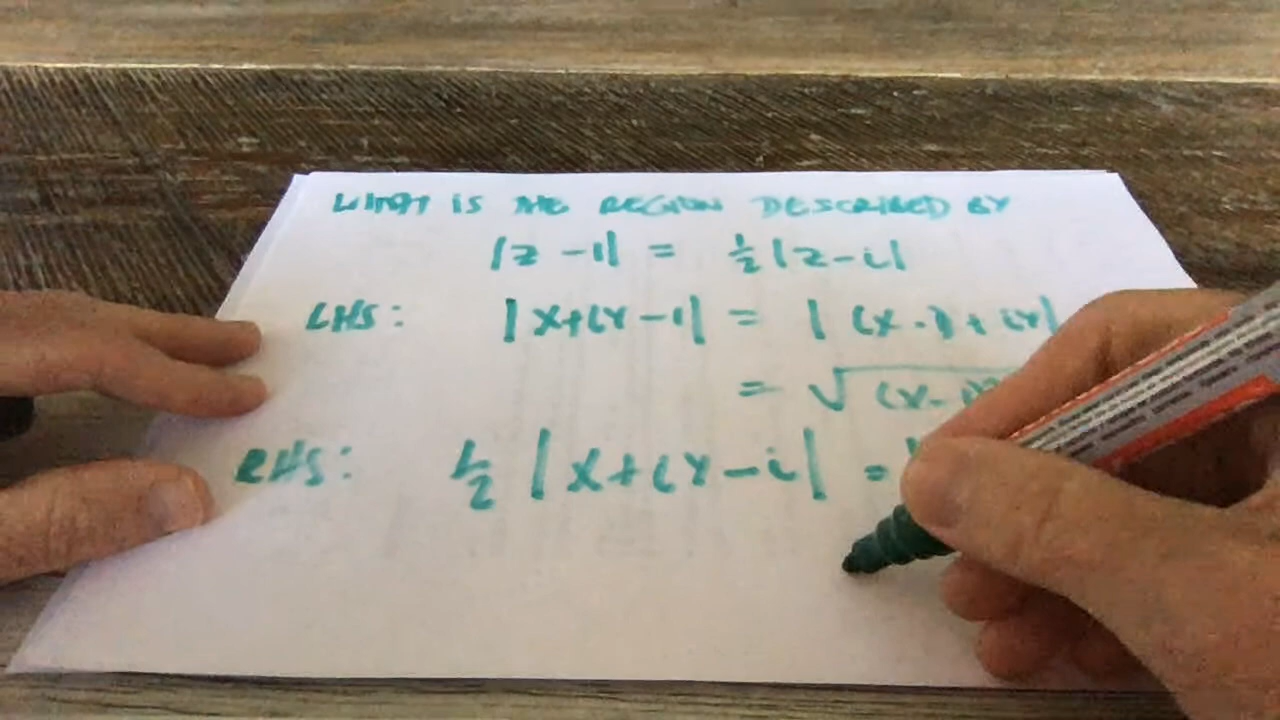 WHAT IS THE REGION DESCRIBED BY
|z - 1| = ½|z - i|
LHS: |x+iy-1| = |(x-1)+iy|
= √(x-1)²
RHS: ½|x+iy-i| =